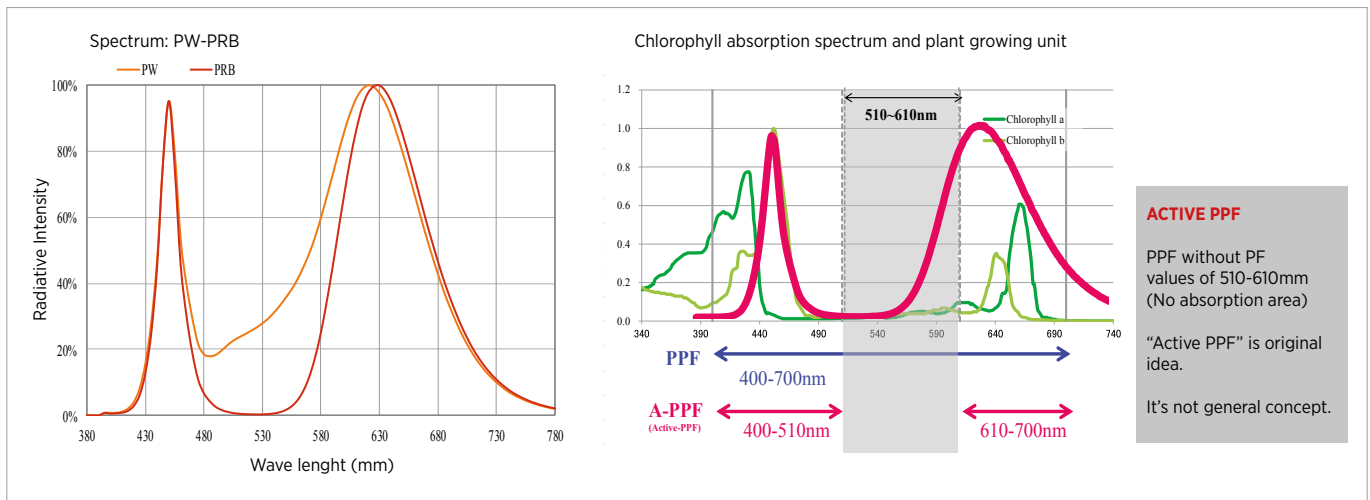 Spectrum: PW-PRB
PW
PRB
100%
80%
60%
40%
20%
0%
Radiative Intensity
380
430
480
530
580
630
680
730
780
Wave lenght (mm)
Chlorophyll absorption spectrum and plant growing unit
1.2
1.0
0.8
0.6
0.4
0.2
0.0
510~610nm
Chlorophyll a
Chlorophyll b
340
390
440
490
540
590
640
690
740
PPF
400-700nm
A-PPF
(Active-PPF)
400-510nm
610-700nm
ACTIVE PPF
PPF without PF
values of 510-610mm
(No absorption area)
“Active PPF” is original
idea.
It’s not general concept.